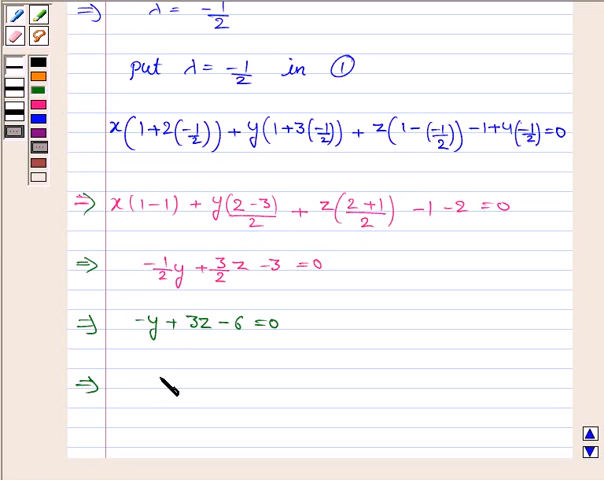 ⇒ λ = -1/2
put λ = -1/2 in ①
x(1+2(-1/2)) + y(1+3(-1/2)) + z(1-(-1/2)) -1+4(-1/2)=0
⇒ x(1-1) + y(2-3)/2 + z(2+1/2) -1-2 =0
⇒ -1/2y + 3/2z -3 =0
⇒ -y + 3z - 6 =0
⇒